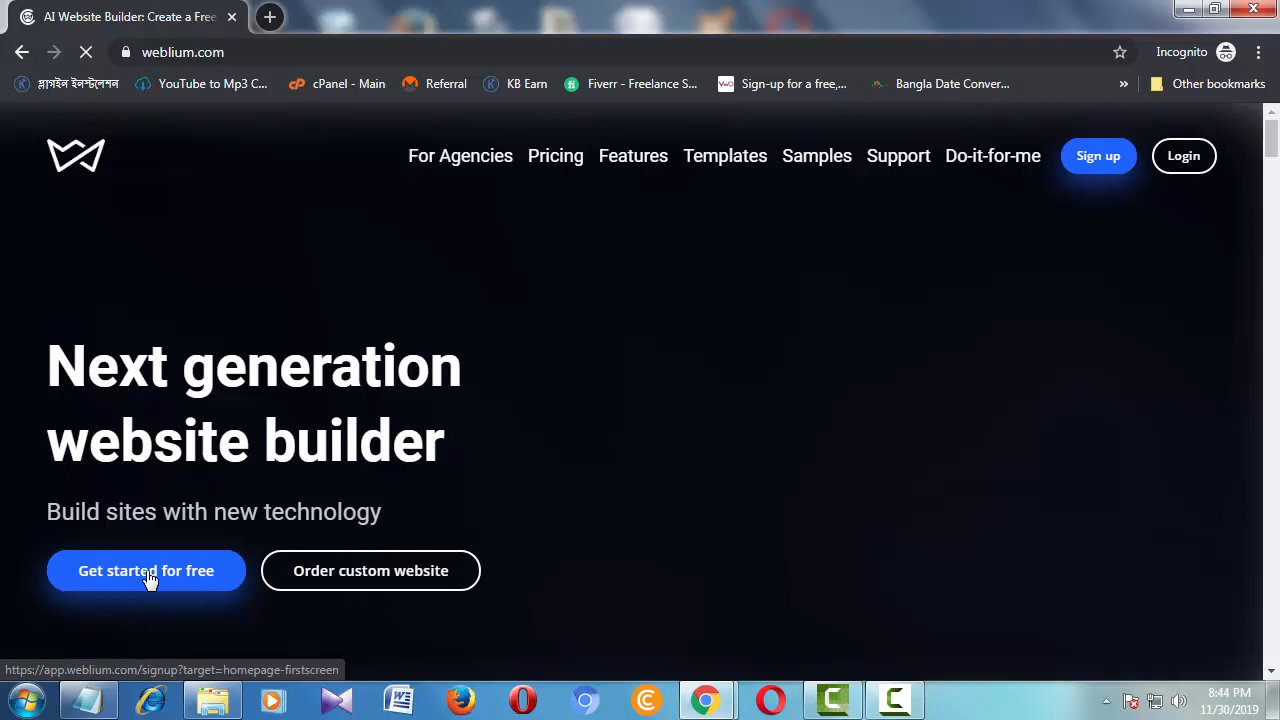 AI Website Builder: Create a Free
weblium.com
Incognito
প্লাগইন ইনস্টলেশন
YouTube to Mp3 C...
cPanel - Main
Referral
KB Earn
Fiverr - Freelance S...
Sign-up for a free,...
Bangla Date Conver...
»
Other bookmarks
For Agencies
Pricing
Features
Templates
Samples
Support
Do-it-for-me
Sign up
Login
Next generation
website builder
Build sites with new technology
Get started for free
Order custom website
https://app.weblium.com/signup?target=homepage-firstscreen
8:44 PM
11/30/2019